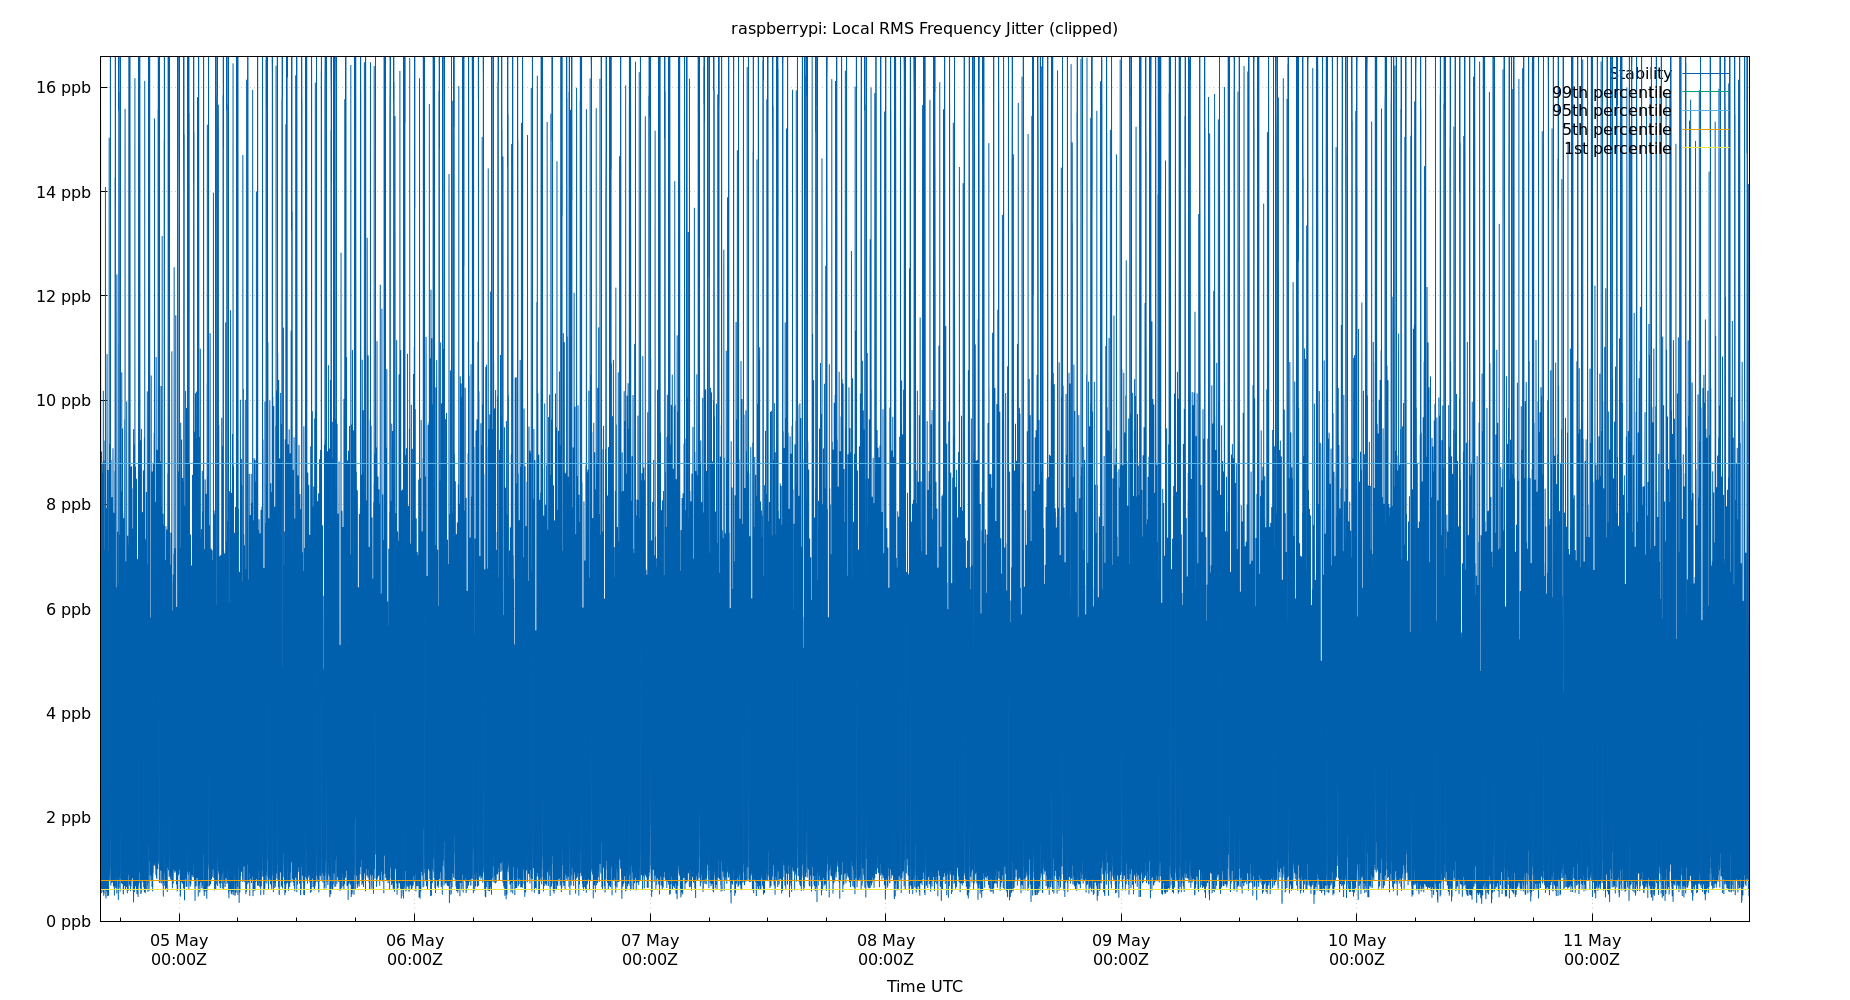 raspberrypi: Local RMS Frequency Jitter (clipped)
16 ppb
14 ppb
12 ppb
10 ppb
8 ppb
6 ppb
4 ppb
2 ppb
0 ppb
Stability
99th percentile
95th percentile
5th percentile
1st percentile
05 May
00:00Z
06 May
00:00Z
07 May
00:00Z
08 May
00:00Z
09 May
00:00Z
10 May
00:00Z
11 May
00:00Z
Time UTC